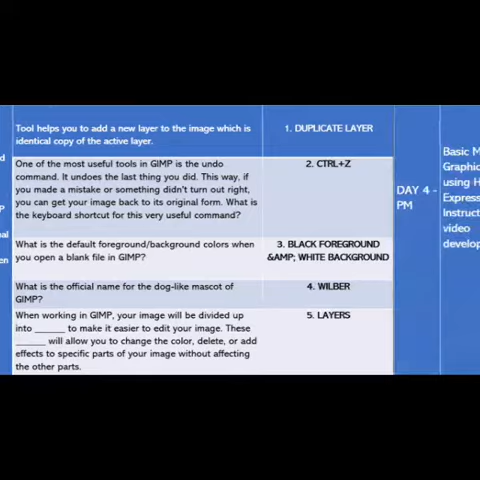 Tool helps you to add a new layer to the image which is
identical copy of the active layer.
1. DUPLICATE LAYER
One of the most useful tools in GIMP is the undo
command. It undoes the last thing you did. This way, if
you made a mistake or something didn't turn out right,
you can get your image back to its original form. What is
the keyboard shortcut for this very useful command?
2. CTRL+Z
What is the default foreground/background colors when
you open a blank file in GIMP?
3. BLACK FOREGROUND
&AMP; WHITE BACKGROUND
What is the official name for the dog-like mascot of
GIMP?
4. WILBER
When working in GIMP, your image will be divided up
into ______ to make it easier to edit your image. These
______ will allow you to change the color, delete, or add
effects to specific parts of your image without affecting
the other parts.
5. LAYERS
DAY 4 -
PM
Basic M
Graphic
using H
Express
Instruct
video
develop